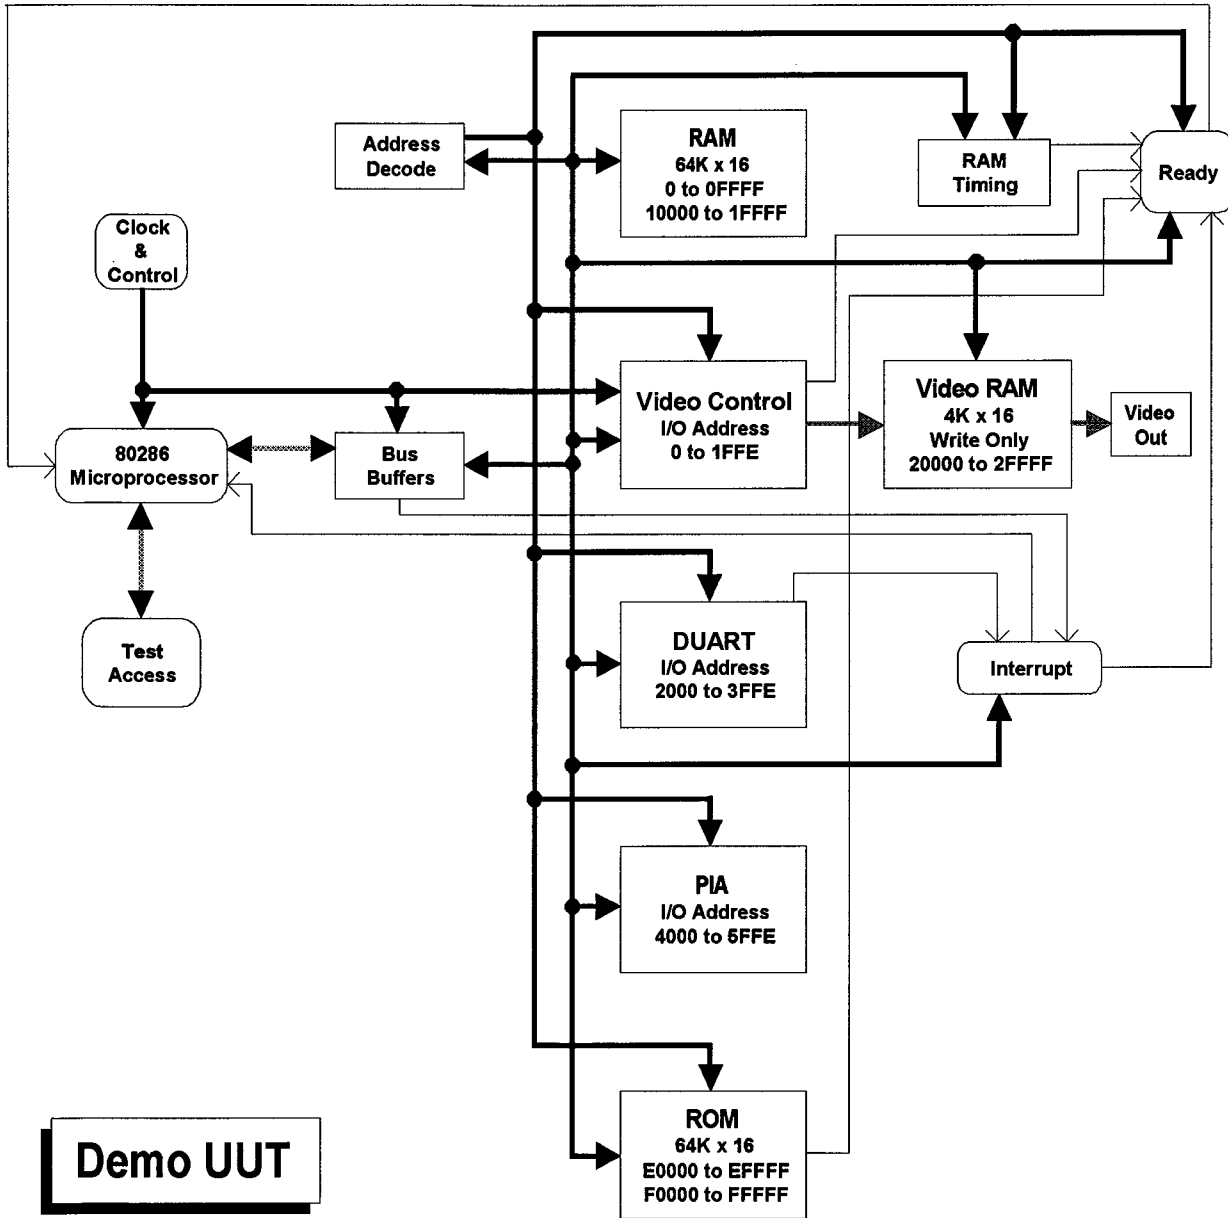 Address
Decode
RAM
64K x 16
0 to 0FFFF
10000 to 1FFFF
RAM
Timing
Ready
Clock
&
Control
80286
Microprocessor
Bus
Buffers
Video Control
I/O Address
0 to 1FFE
Video RAM
4K x 16
Write Only
20000 to 2FFFF
Video
Out
Test
Access
DUART
I/O Address
2000 to 3FFE
Interrupt
PIA
I/O Address
4000 to 5FFE
ROM
64K x 16
E0000 to EFFFF
F0000 to FFFFF
Demo UUT